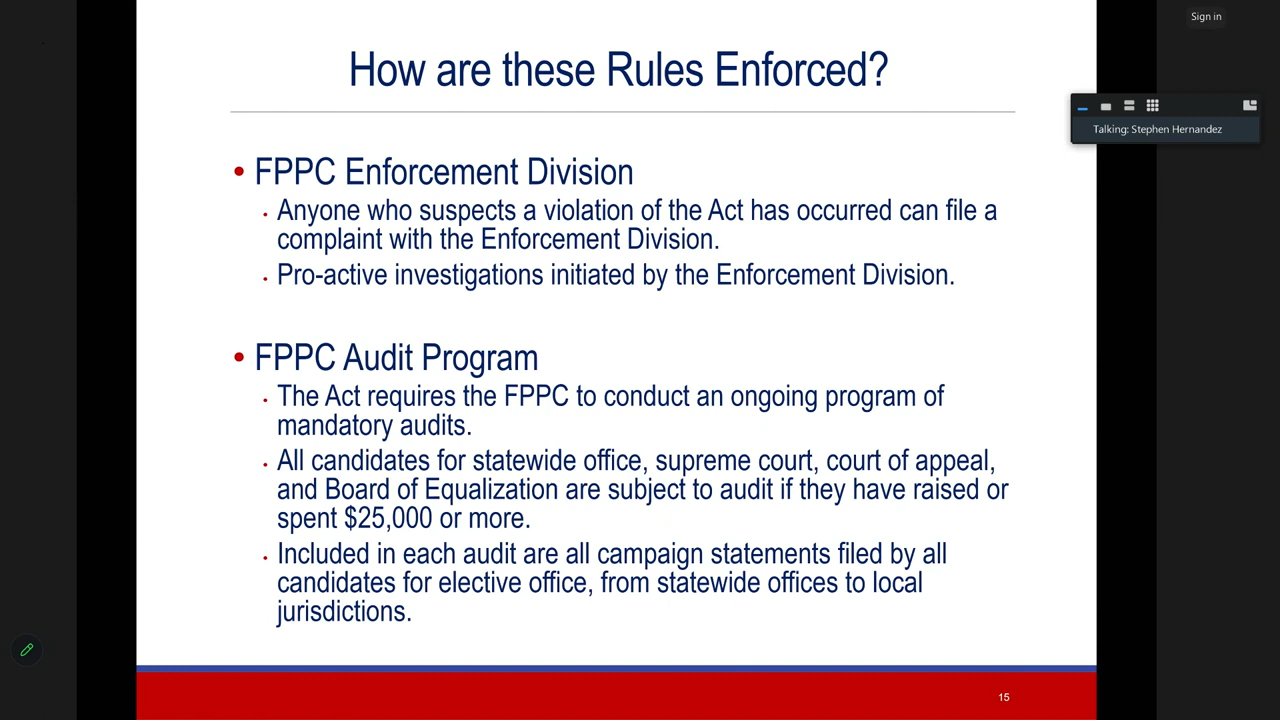 Sign in
How are these Rules Enforced?
Talking: Stephen Hernandez
• FPPC Enforcement Division
• Anyone who suspects a violation of the Act has occurred can file a
complaint with the Enforcement Division.
• Pro-active investigations initiated by the Enforcement Division.
• FPPC Audit Program
• The Act requires the FPPC to conduct an ongoing program of
mandatory audits.
• All candidates for statewide office, supreme court, court of appeal,
and Board of Equalization are subject to audit if they have raised or
spent $25,000 or more.
• Included in each audit are all campaign statements filed by all
candidates for elective office, from statewide offices to local
jurisdictions.
15